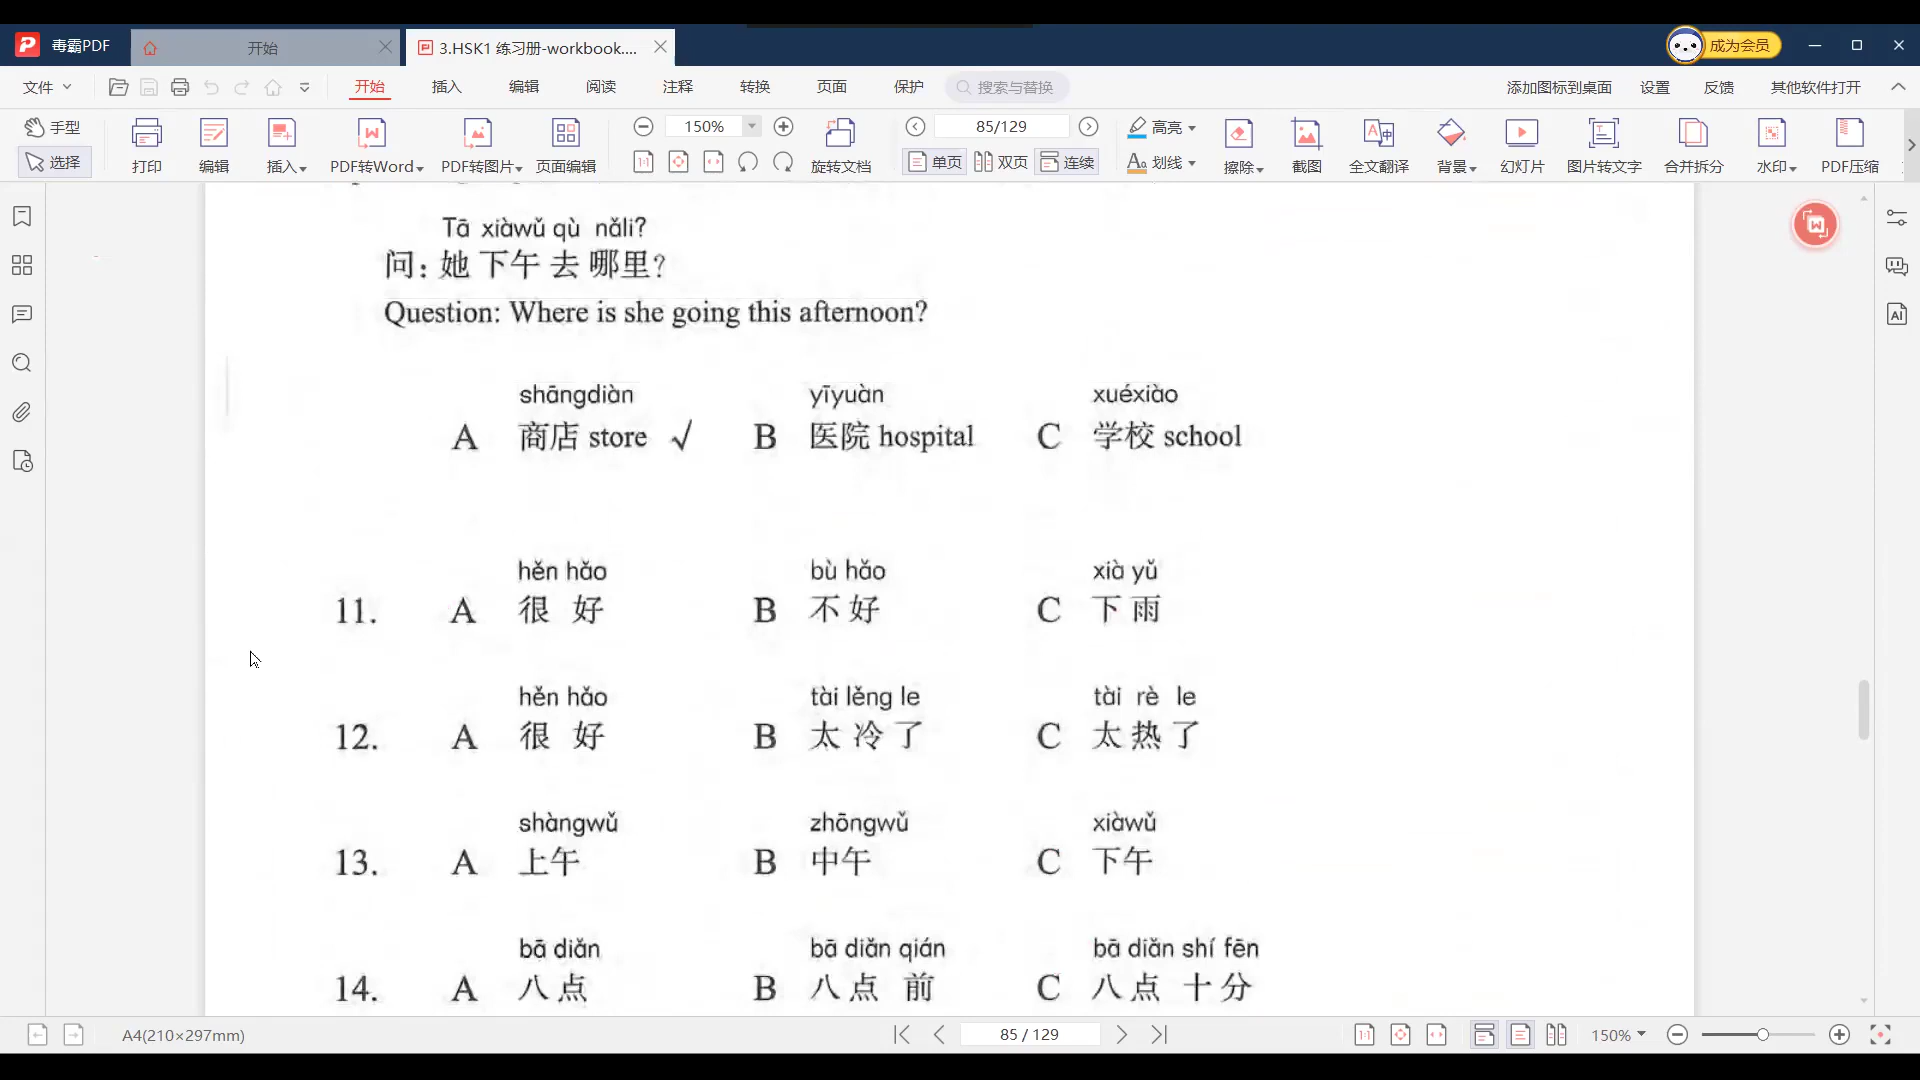 毒霸PDF
开始
3.HSK1 练习册-workbook....
成为会员
文件
开始
插入
编辑
阅读
注释
转换
页面
保护
搜索与替换
添加图标到桌面
设置
反馈
其他软件打开
手型
选择
打印
编辑
插入
PDF转Word
PDF转图片
页面编辑
150%
旋转文档
85/129
单页
双页
连续
高亮
划线
擦除
截图
全文翻译
背景
幻灯片
图片转文字
合并拆分
水印
PDF压缩
Tā xiàwǔ qù nǎli?
问：她 下午 去 哪里？
Question: Where is she going this afternoon?
shāngdiàn yīyuàn xuéxiào
A 商店 store √ B 医院 hospital C 学校 school
hěn hǎo bù hǎo xià yǔ
11. A 很 好 B 不 好 C 下 雨
hěn hǎo tài lěng le tài rè le
12. A 很 好 B 太 冷 了 C 太 热 了
shàngwǔ zhōngwǔ xiàwǔ
13. A 上午 B 中午 C 下午
bā diǎn bā diǎn qián bā diǎn shí fēn
14. A 八 点 B 八 点 前 C 八 点 十 分
A4(210×297mm)
85 / 129
150%